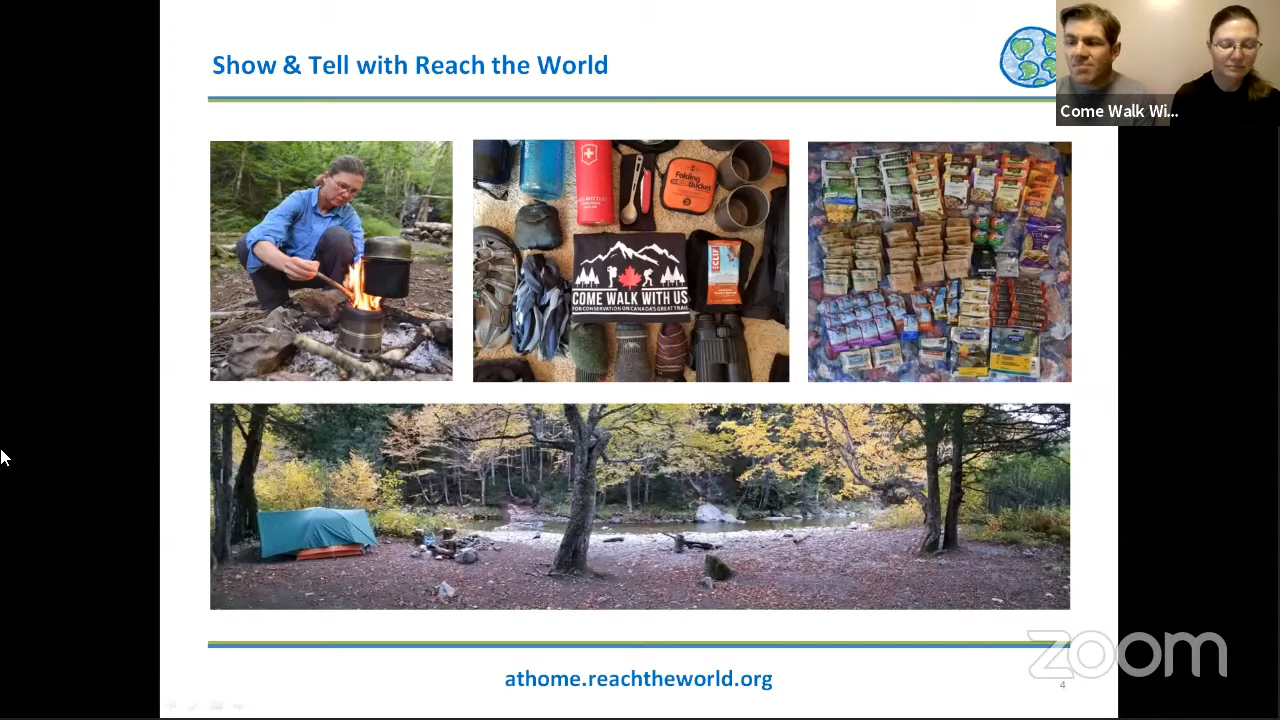 Show & Tell with Reach the World
Come Walk Wi...
Folding
Bucket
COME WALK WITH US
FOR CONSERVATION ON CANADA'S GREAT TRAIL
CLIF
athome.reachtheworld.org
zoom
4